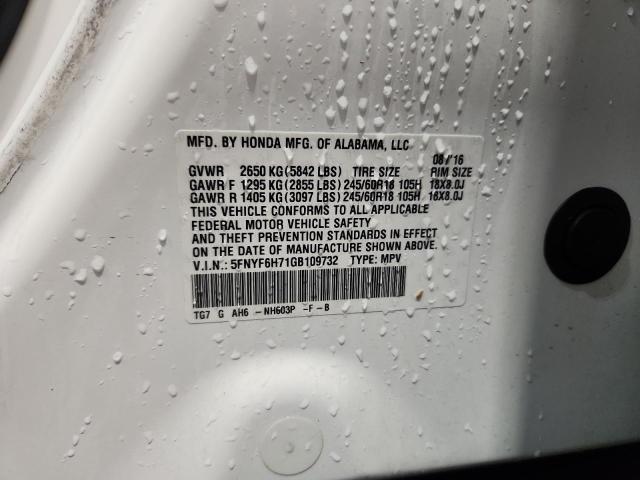 MFD. BY HONDA MFG. OF ALABAMA, LLC 08/'16
GVWR 2650 KG(5842 LBS) TIRE SIZE RIM SIZE
GAWR F 1295 KG(2855 LBS) 245/60R18 105H 18X8.0J
GAWR R 1405 KG(3097 LBS) 245/60R18 105H 18X8.0J
THIS VEHICLE CONFORMS TO ALL APPLICABLE
FEDERAL MOTOR VEHICLE SAFETY
AND THEFT PREVENTION STANDARDS IN EFFECT
ON THE DATE OF MANUFACTURE SHOWN ABOVE.
V.I.N.: 5FNYF6H71GB109732 TYPE: MPV
TG7 G AH6 -NH603P -F -B